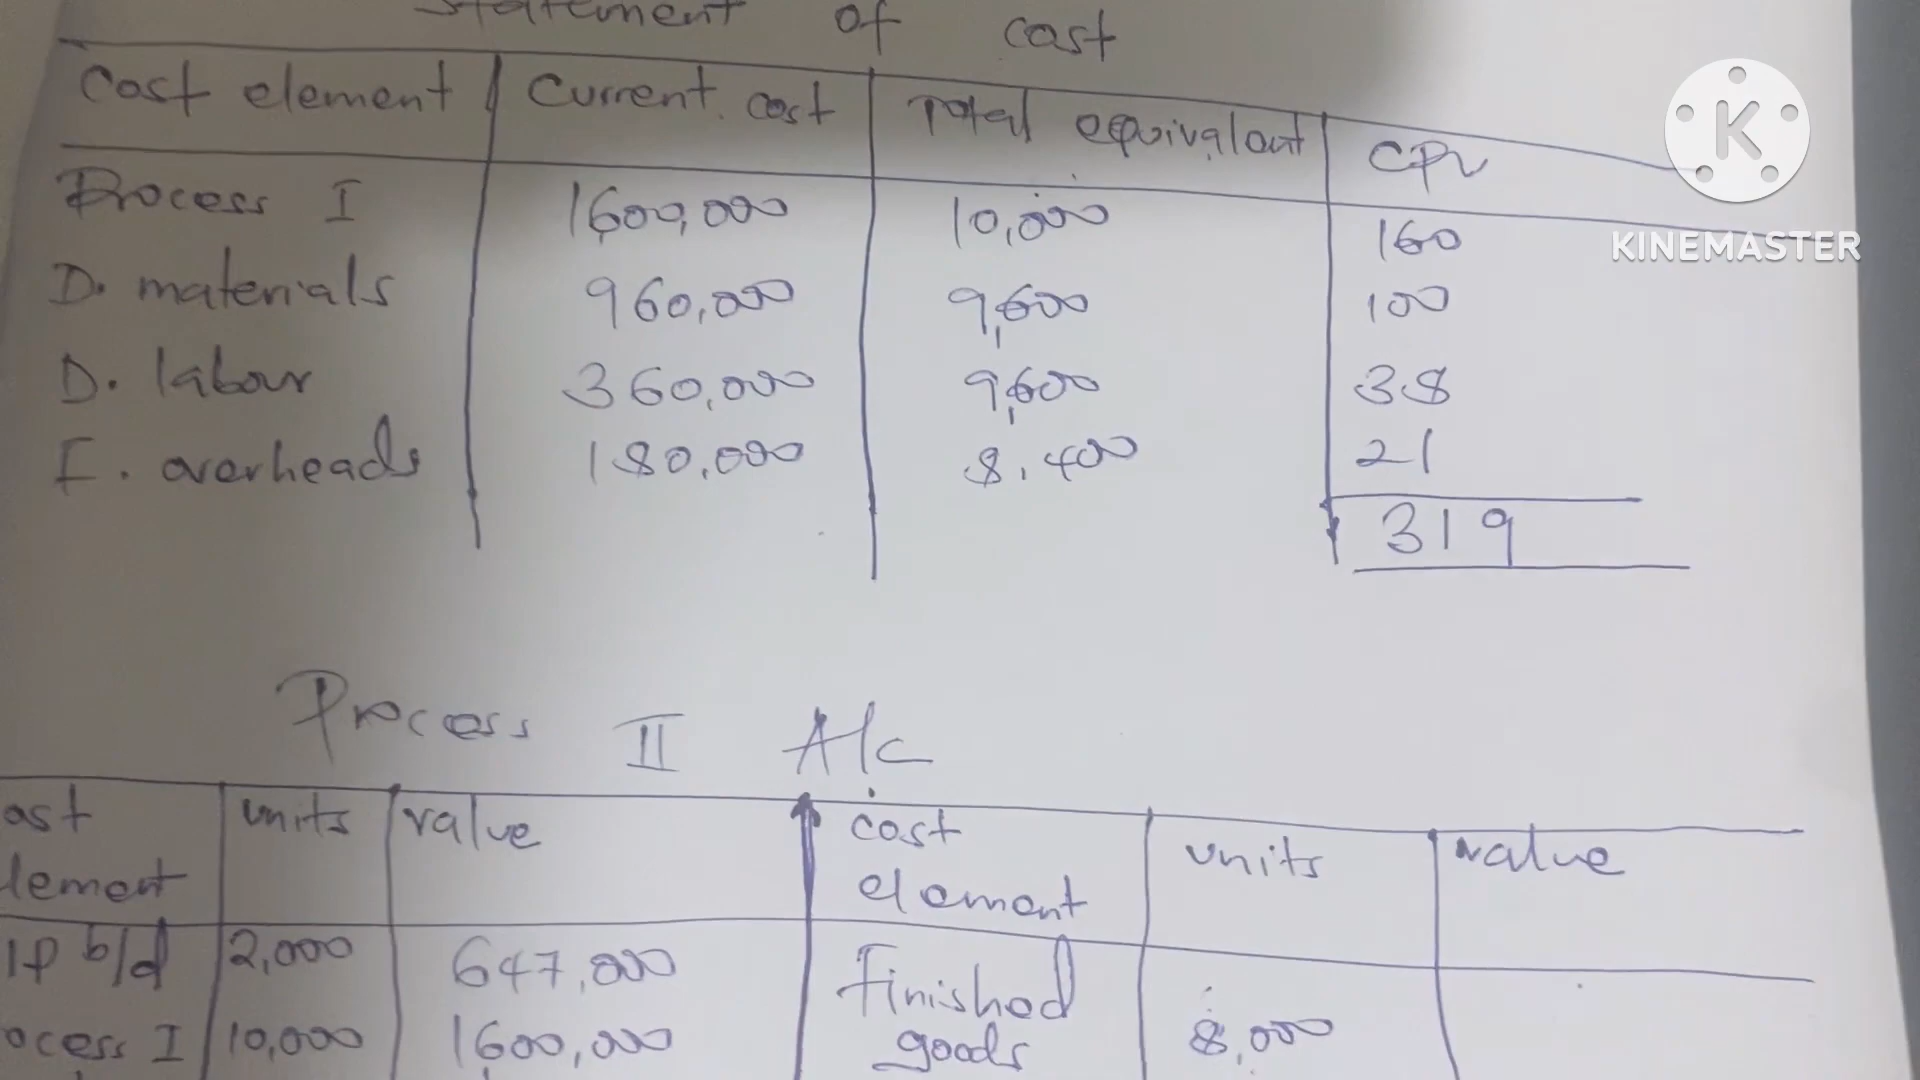 Statement of cost
Cost element Current cost Total equivalent CPU
Process I 1600,000 10,000 160
D. materials 960,000 9,600 100
D. labour 360,000 9,600 38
F. overheads 180,000 8,400 21
319
Process II A/c
ost units value cost units value
lement element
IP b/d 2,000 647,000 Finished
ocess I 10,000 1600,000 goods 8,000
KINEMASTER